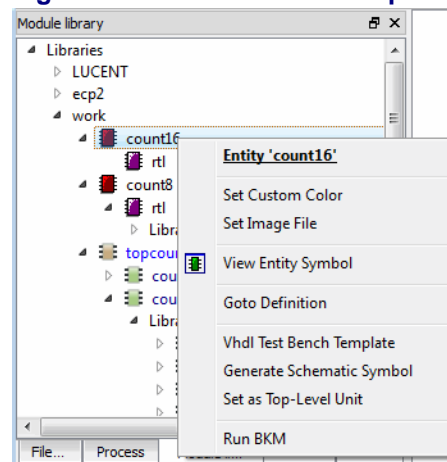 Module library
Libraries
LUCENT
ecp2
work
count16
rtl
count8
rtl
topcou
cou
cou
Entity 'count16'
Set Custom Color
Set Image File
View Entity Symbol
Goto Definition
Vhdl Test Bench Template
Generate Schematic Symbol
Set as Top-Level Unit
Run BKM
File...
Process